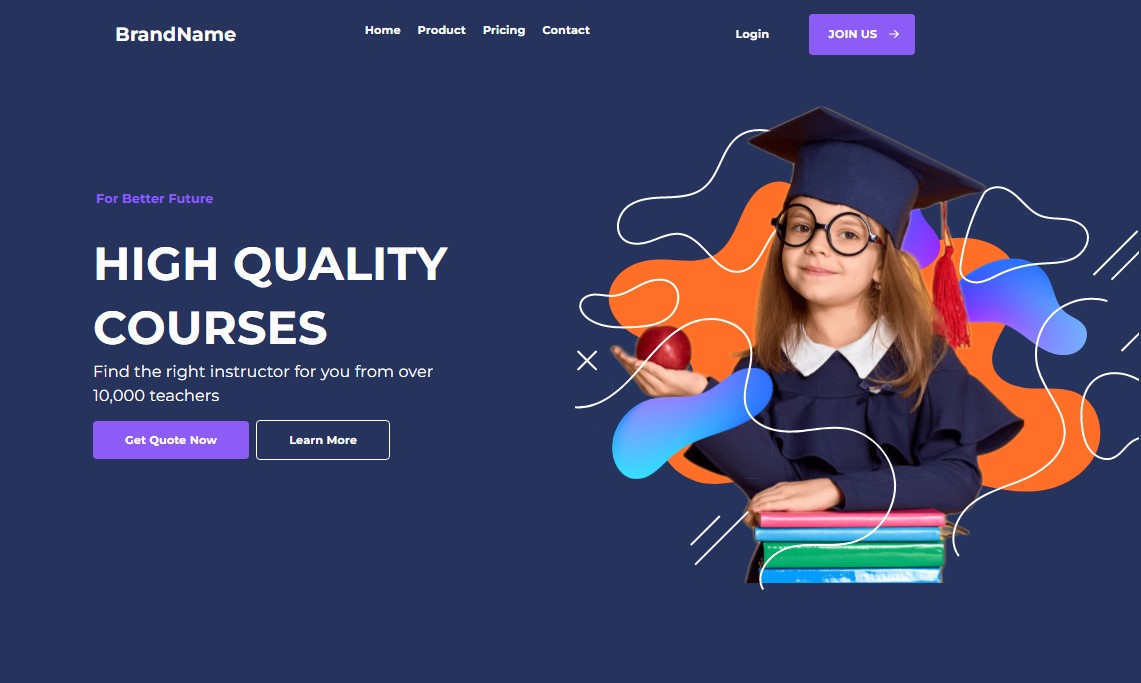 BrandName
Home Product Pricing Contact
Login
JOIN US
For Better Future
HIGH QUALITY
COURSES
Find the right instructor for you from over
10,000 teachers
Get Quote Now
Learn More